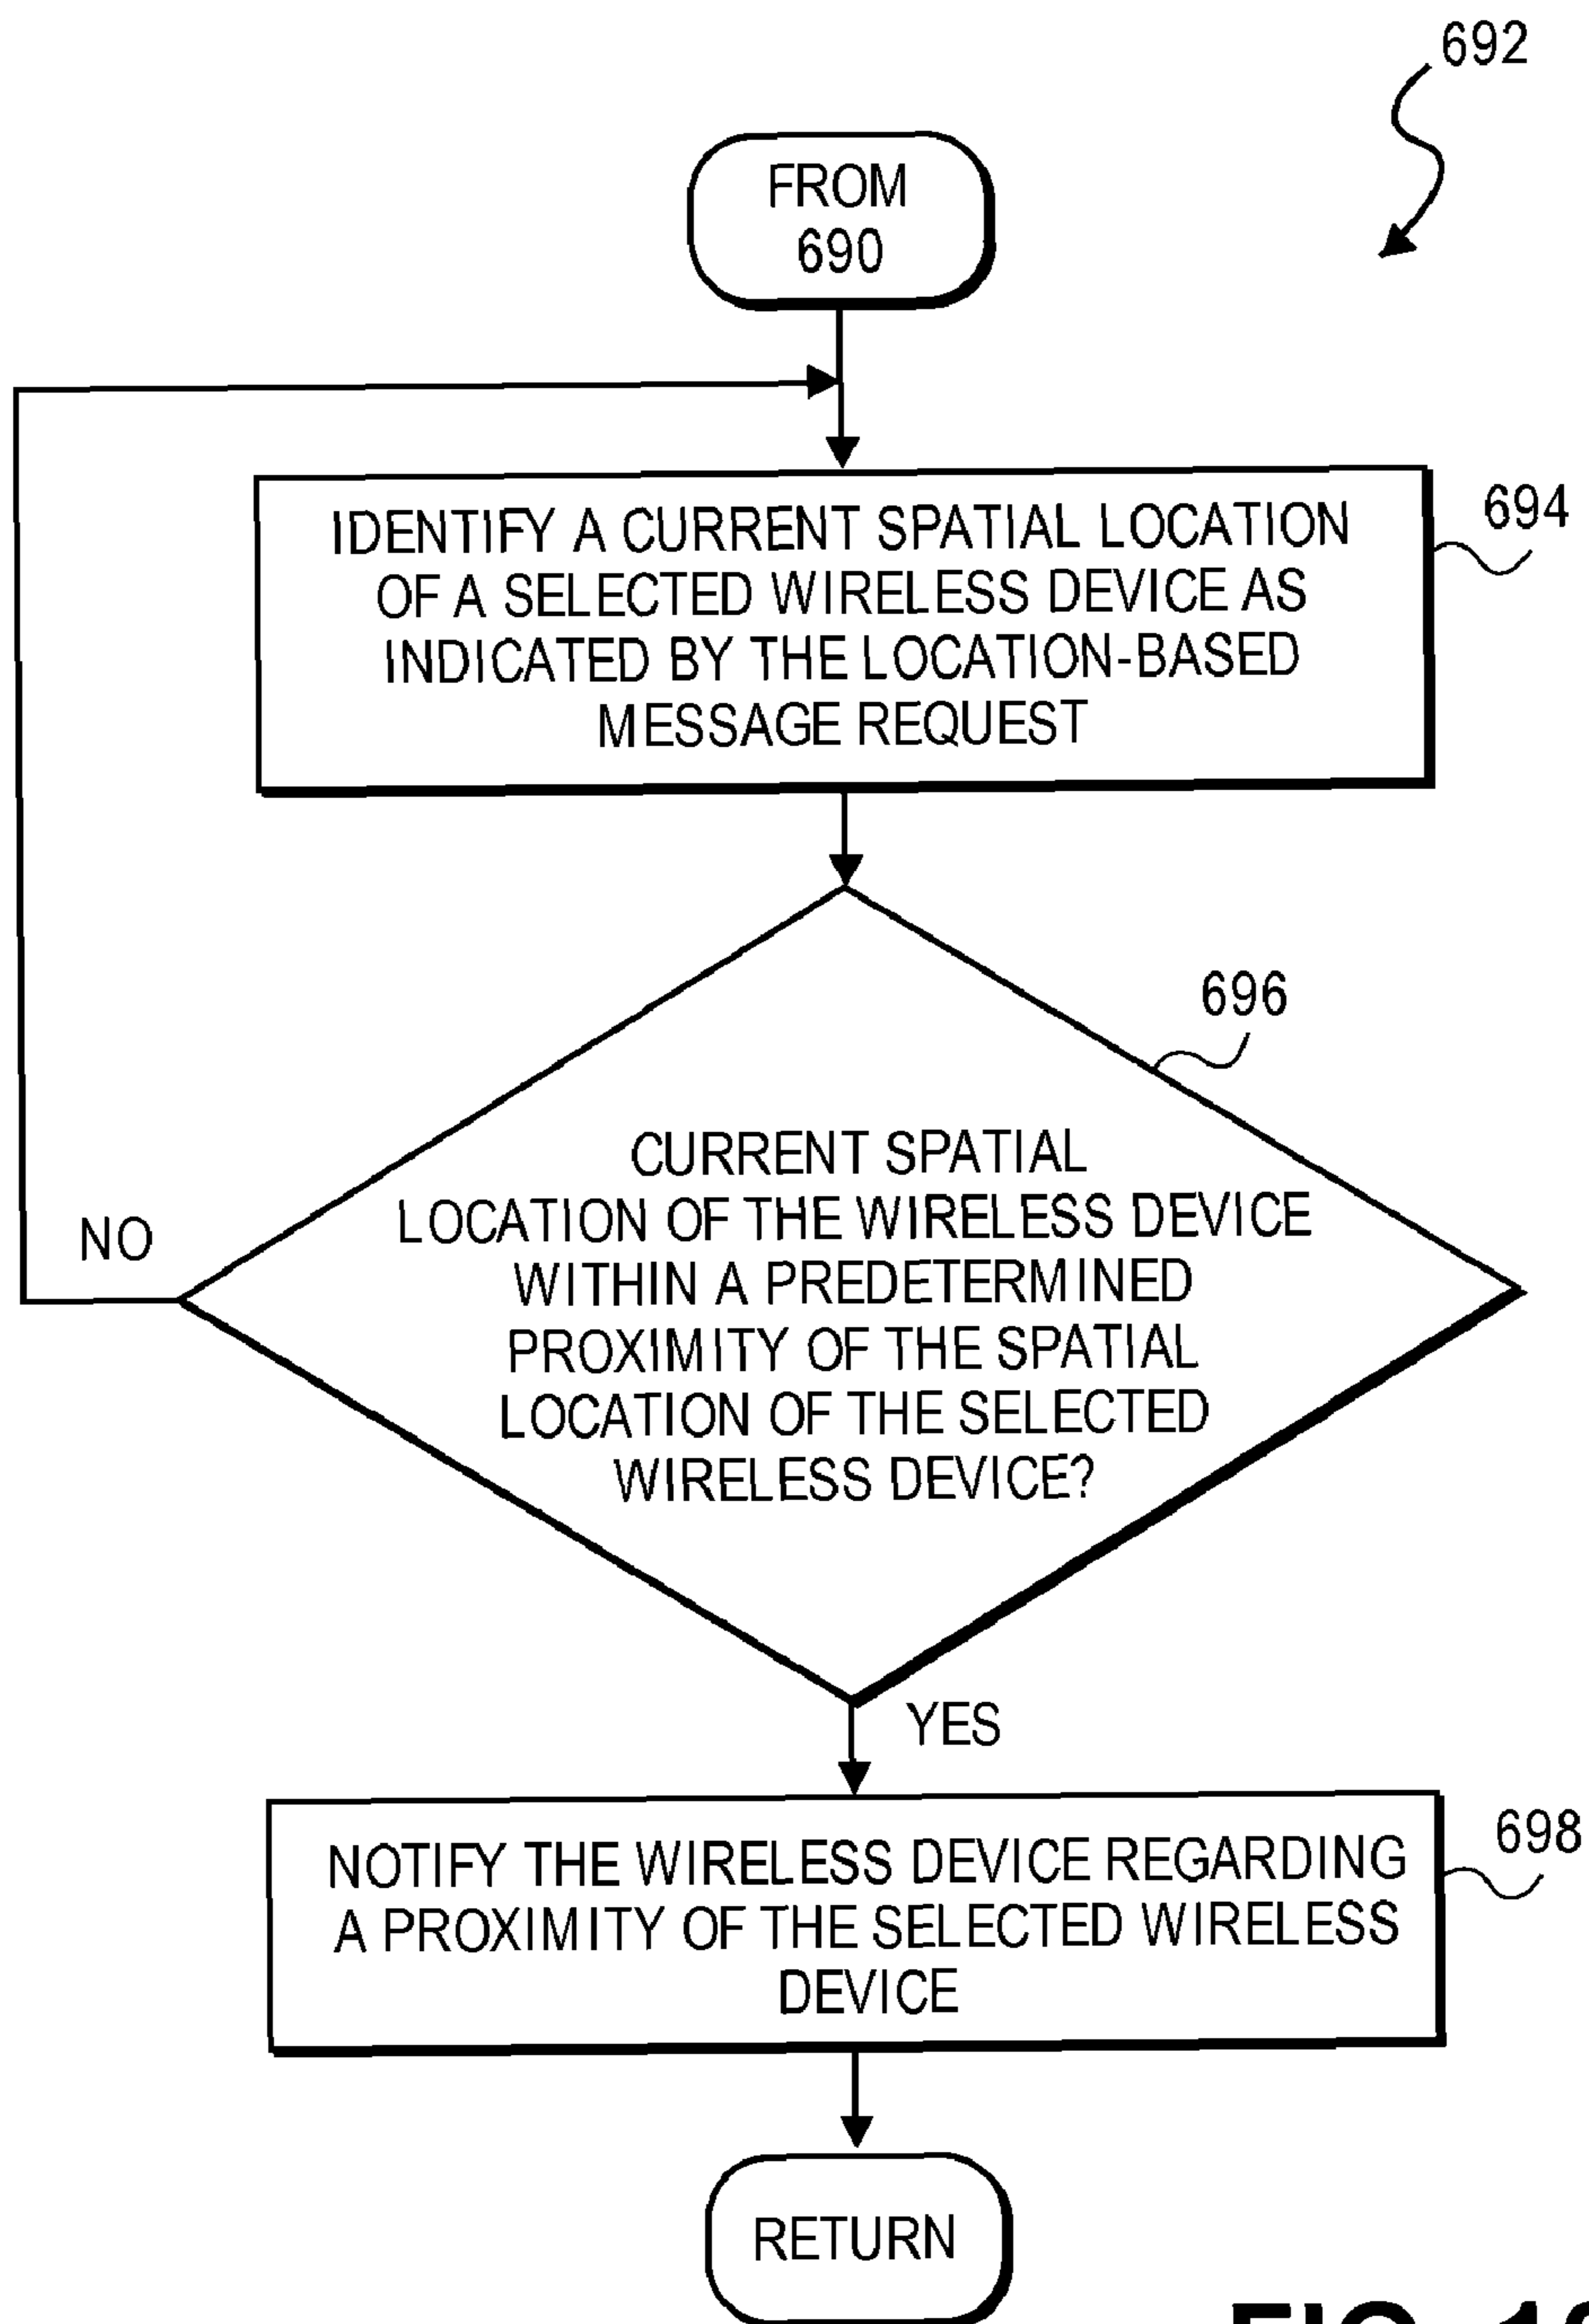 692
FROM
690
IDENTIFY A CURRENT SPATIAL LOCATION
OF A SELECTED WIRELESS DEVICE AS
INDICATED BY THE LOCATION-BASED
MESSAGE REQUEST
694
696
CURRENT SPATIAL
LOCATION OF THE WIRELESS DEVICE
WITHIN A PREDETERMINED
PROXIMITY OF THE SPATIAL
LOCATION OF THE SELECTED
WIRELESS DEVICE?
NO
YES
NOTIFY THE WIRELESS DEVICE REGARDING
A PROXIMITY OF THE SELECTED WIRELESS
DEVICE
698
RETURN